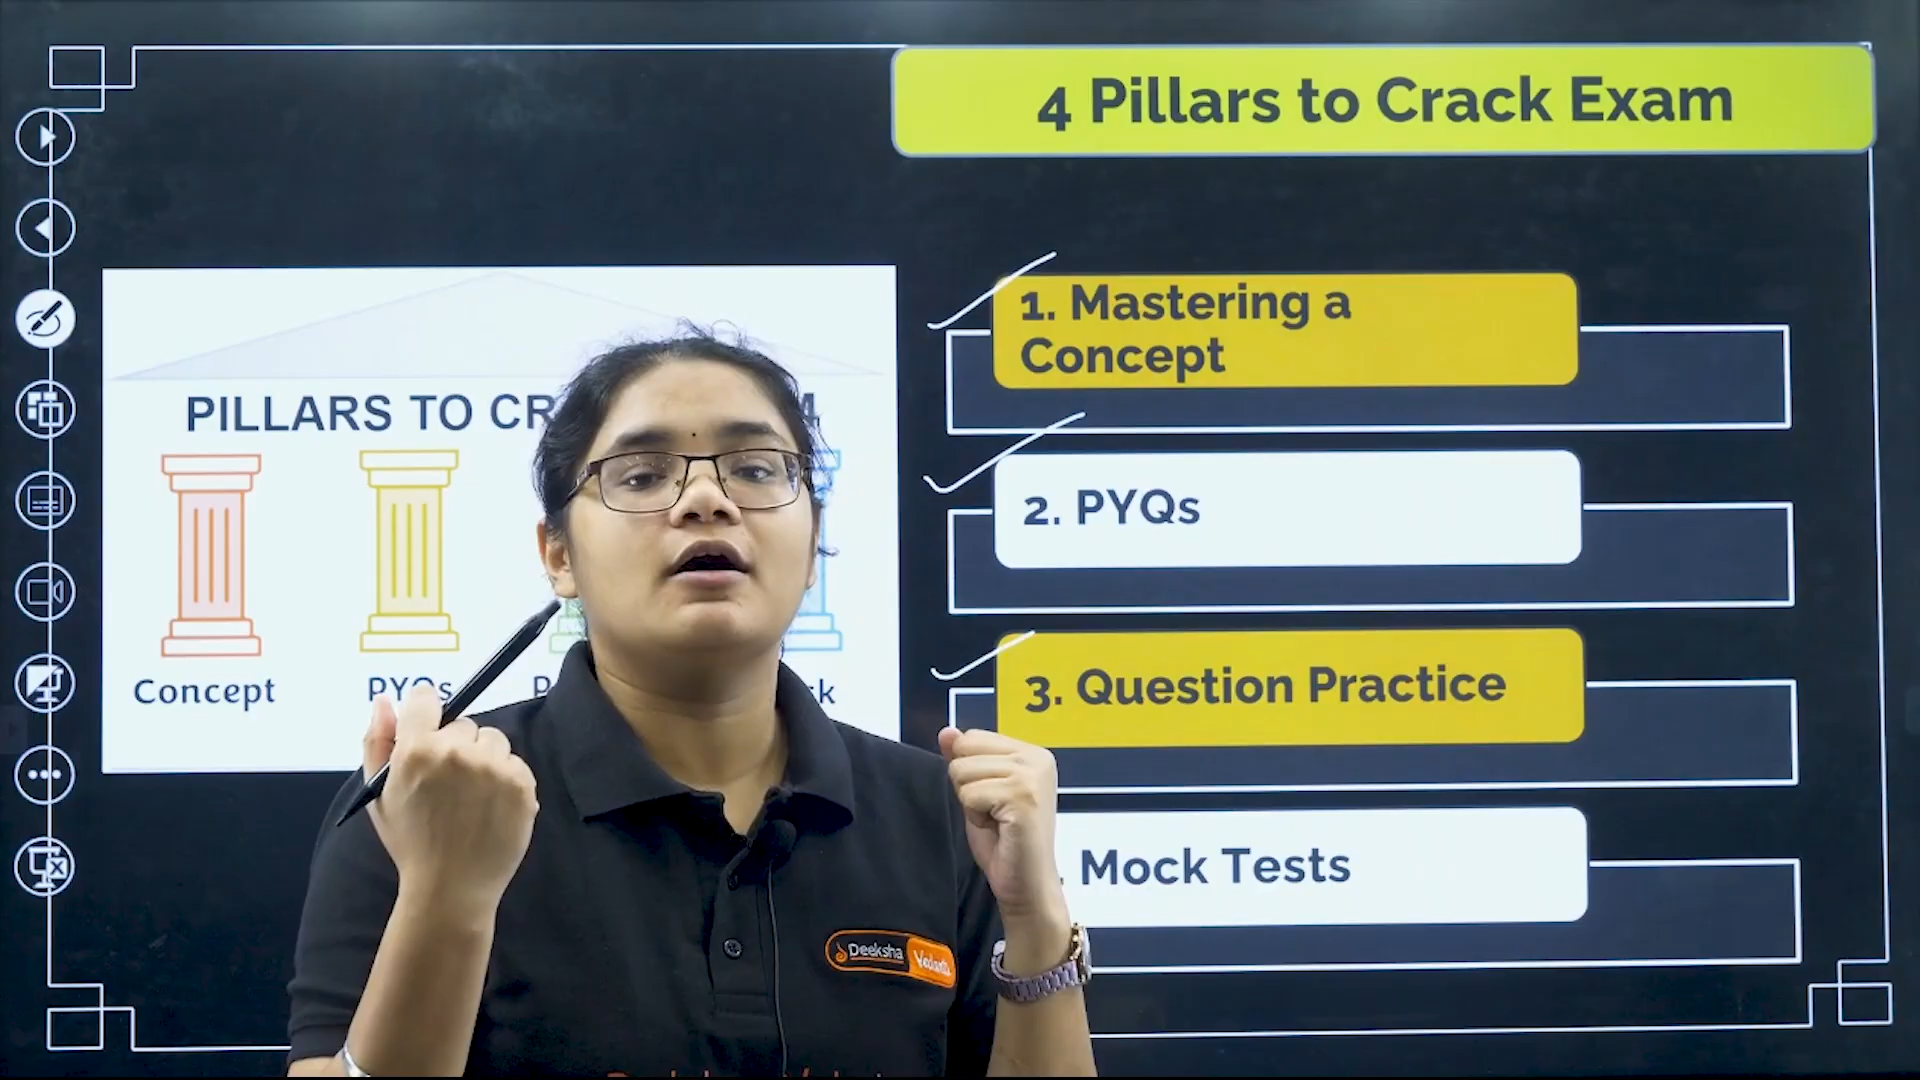 4 Pillars to Crack Exam
PILLARS TO CR
Concept
PYQs
1. Mastering a
Concept
2. PYQs
3. Question Practice
Mock Tests
Deeksha
Vedantu